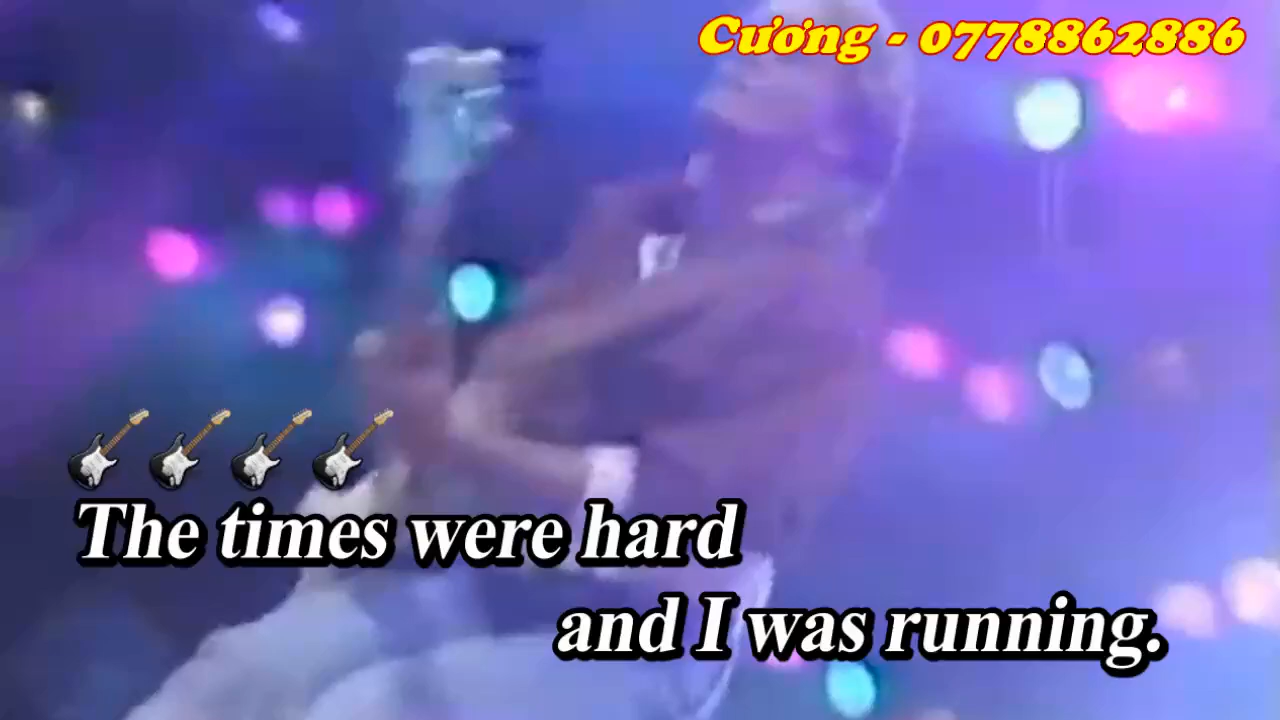 Cương - 0778862886
The times were hard
and I was running.